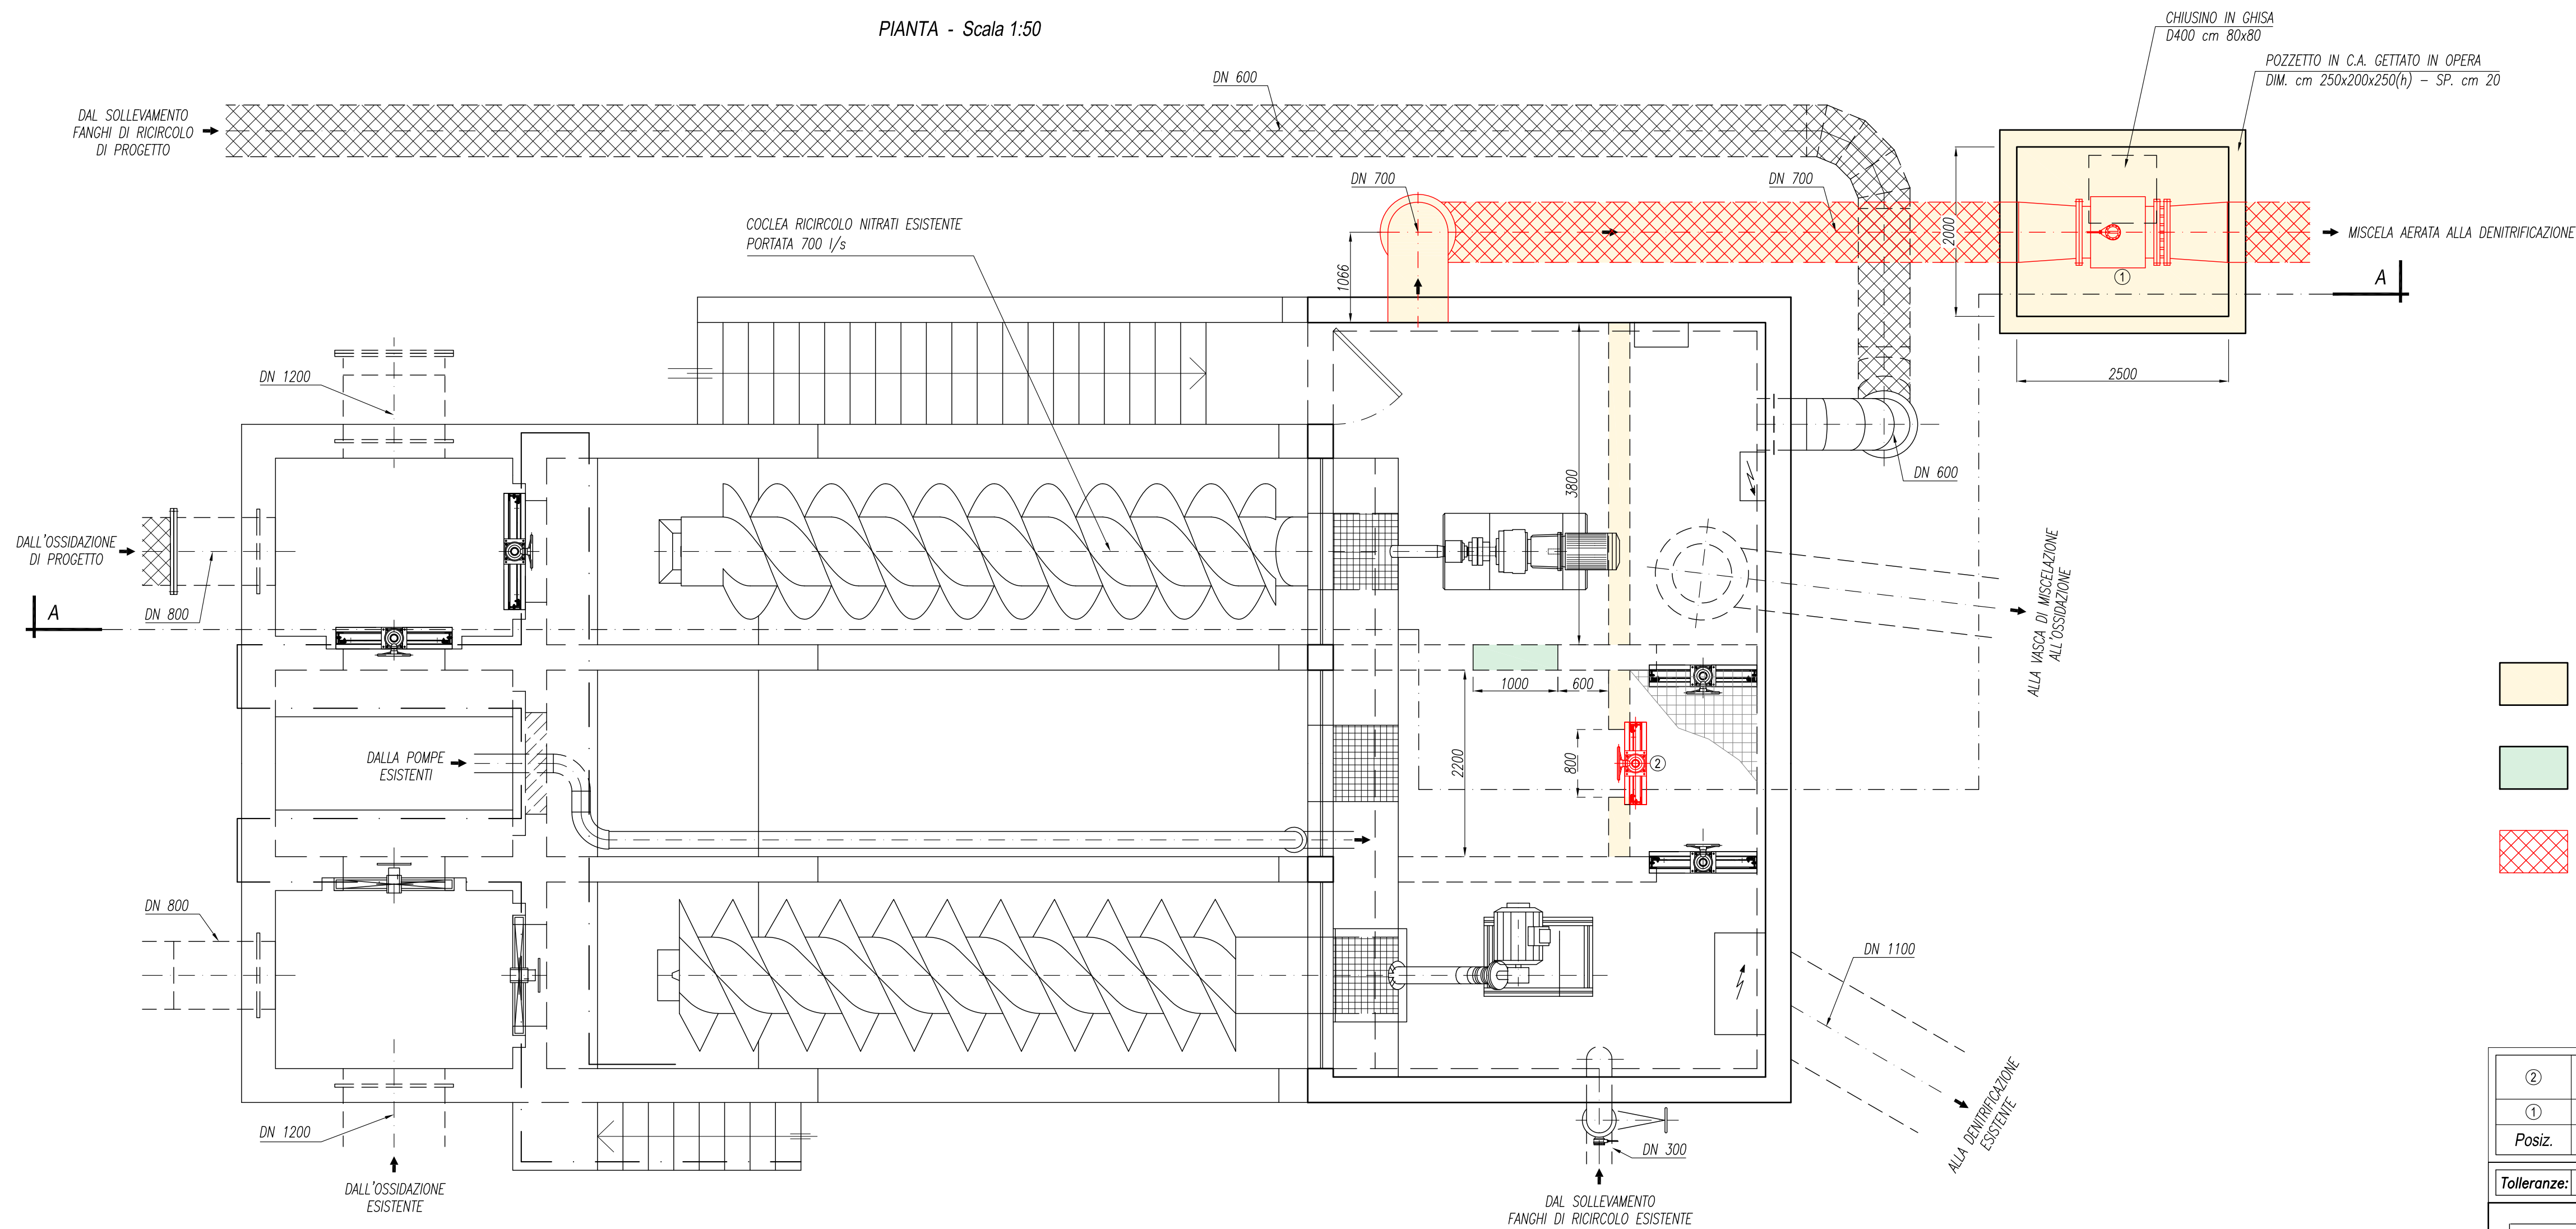 PIANTA - Scala 1:50
CHIUSINO IN GHISA
D400 cm 80x80
POZZETTO IN C.A. GETTATO IN OPERA
DIM. cm 250x200x250(h) – SP. cm 20
DN 600
DAL SOLLEVAMENTO
FANGHI DI RICIRCOLO
DI PROGETTO
DN 700
DN 700
COCLEA RICIRCOLO NITRATI ESISTENTE
PORTATA 700 l/s
1066
2000
MISCELA AERATA ALLA DENITRIFICAZIONE
1
A
2500
DN 1200
DN 600
3800
DALL'OSSIDAZIONE
DI PROGETTO
DN 800
A
ALLA VASCA DI MISCELAZIONE
ALL'OSSIDAZIONE
1000
600
2200
800
2
DALLA POMPE
ESISTENTI
DN 800
DN 1100
ALLA DENITRIFICAZIONE
ESISTENTE
DN 1200
DALL'OSSIDAZIONE
ESISTENTE
DN 300
DAL SOLLEVAMENTO
FANGHI DI RICIRCOLO ESISTENTE
2
1
Posiz.
Tolleranze: